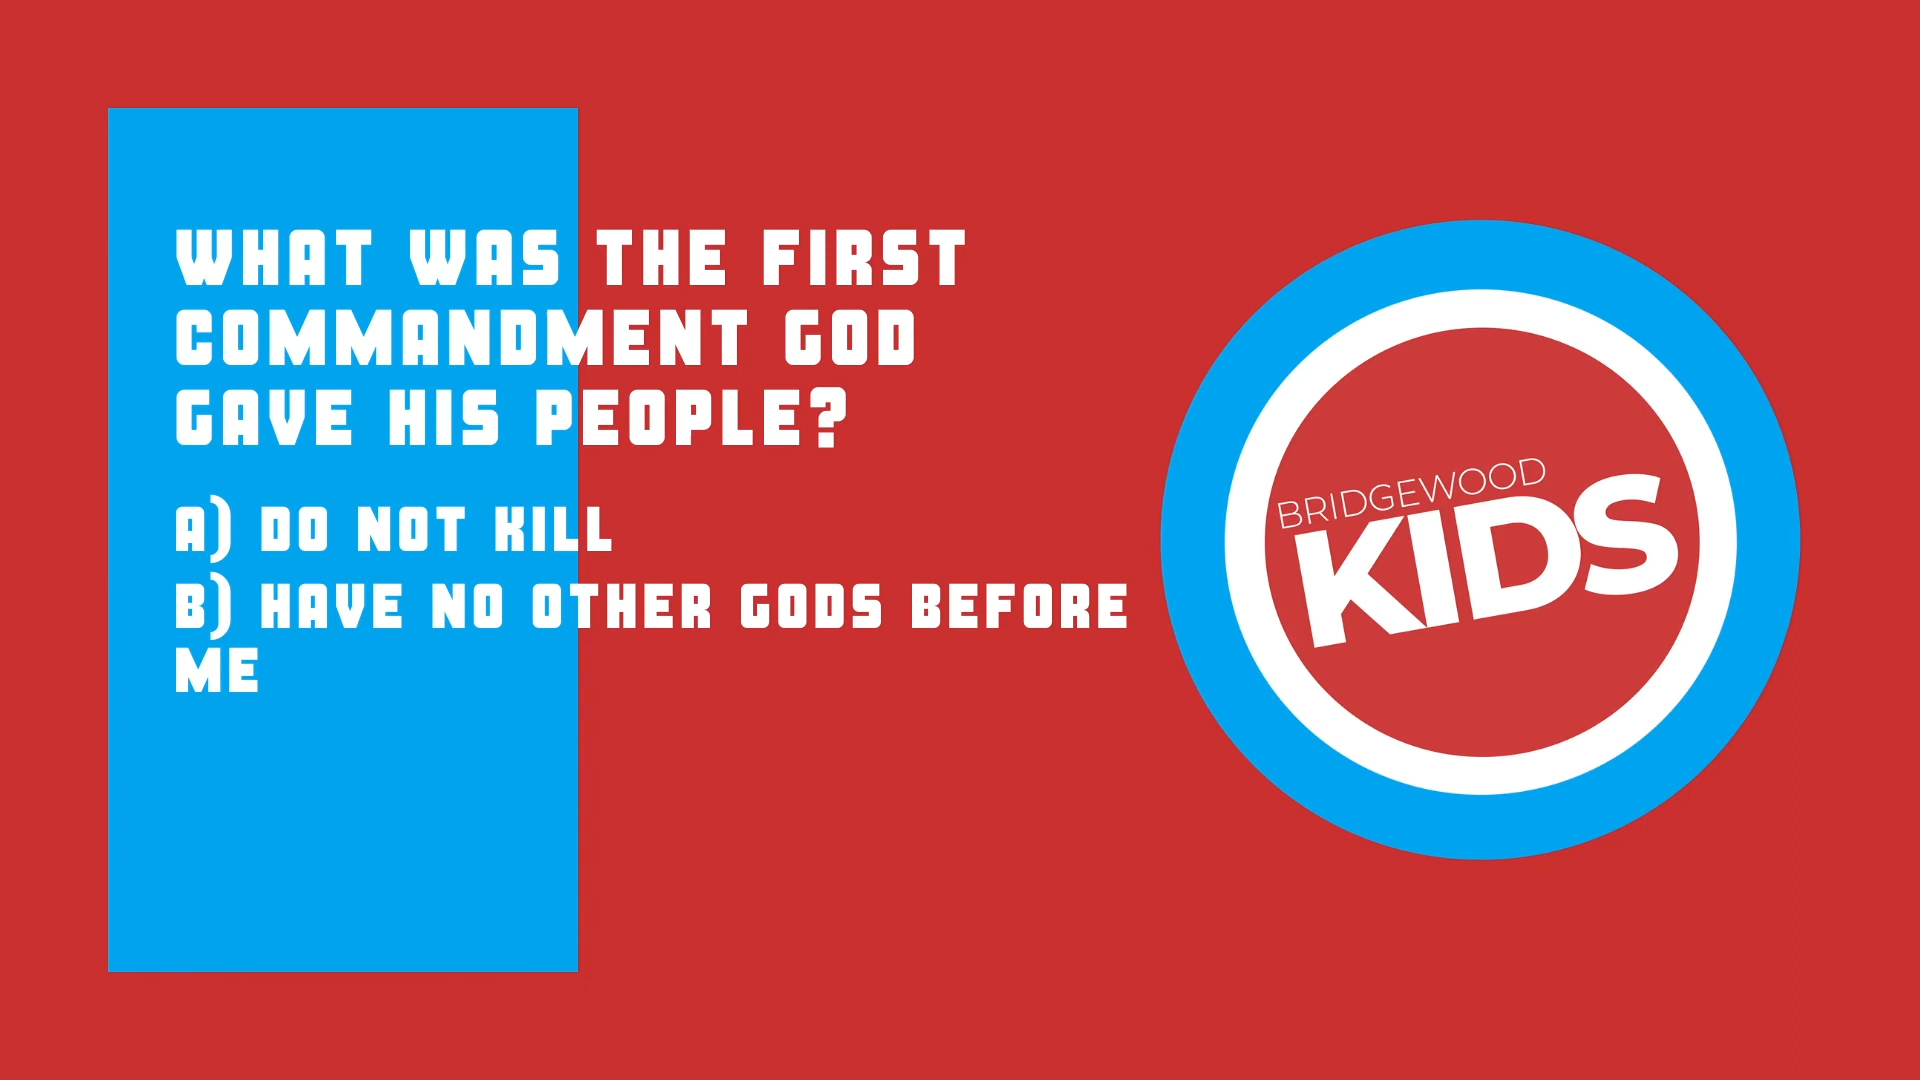 WHAT WAS THE FIRST
COMMANDMENT GOD
GAVE HIS PEOPLE?
A) DO NOT KILL
B) HAVE NO OTHER GODS BEFORE
ME
BRIDGEWOOD
KIDS